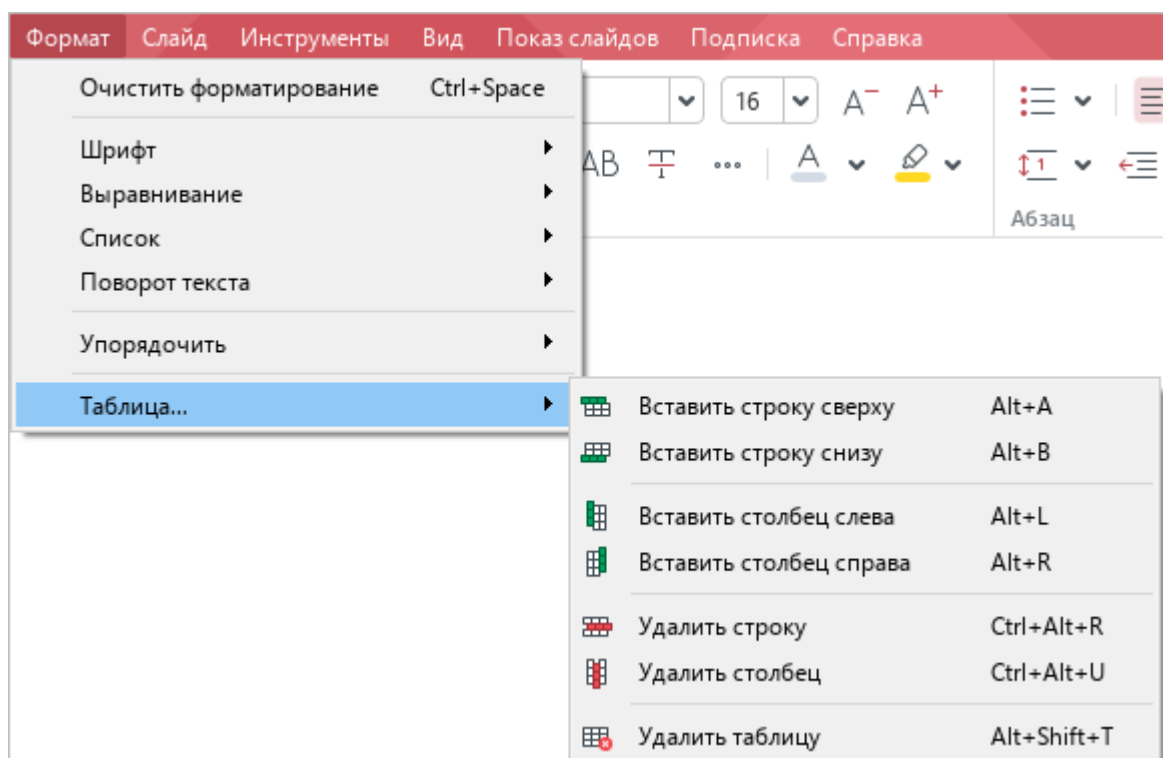 Формат Слайд Инструменты Вид Показ слайдов Подписка Справка
Очистить форматирование Ctrl+Space
16 A− A+
Шрифт
AB T A
Выравнивание
1
Список
Абзац
Поворот текста
Упорядочить
Таблица...
Вставить строку сверху Alt+A
Вставить строку снизу Alt+B
Вставить столбец слева Alt+L
Вставить столбец справа Alt+R
Удалить строку Ctrl+Alt+R
Удалить столбец Ctrl+Alt+U
Удалить таблицу Alt+Shift+T